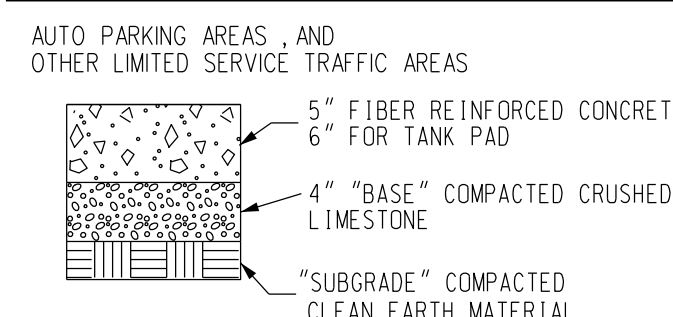 AUTO PARKING AREAS , AND
OTHER LIMITED SERVICE TRAFFIC AREAS
5" FIBER REINFORCED CONCRET
6" FOR TANK PAD
4" "BASE" COMPACTED CRUSHED
LIMESTONE
"SUBGRADE" COMPACTED
CLEAN EARTH MATERIAL